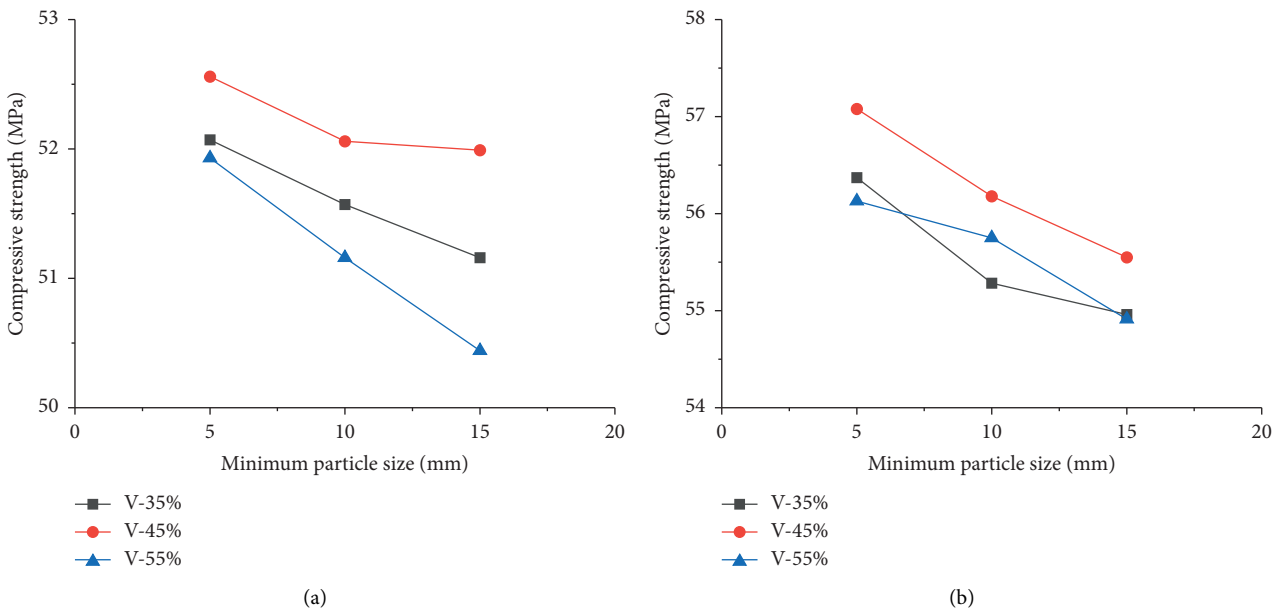 53
52
51
50
Compressive strength (MPa)
0 5 10 15 20
Minimum particle size (mm)
V-35%
V-45%
V-55%
(a)
58
57
56
55
54
Compressive strength (MPa)
0 5 10 15 20
Minimum particle size (mm)
V-35%
V-45%
V-55%
(b)